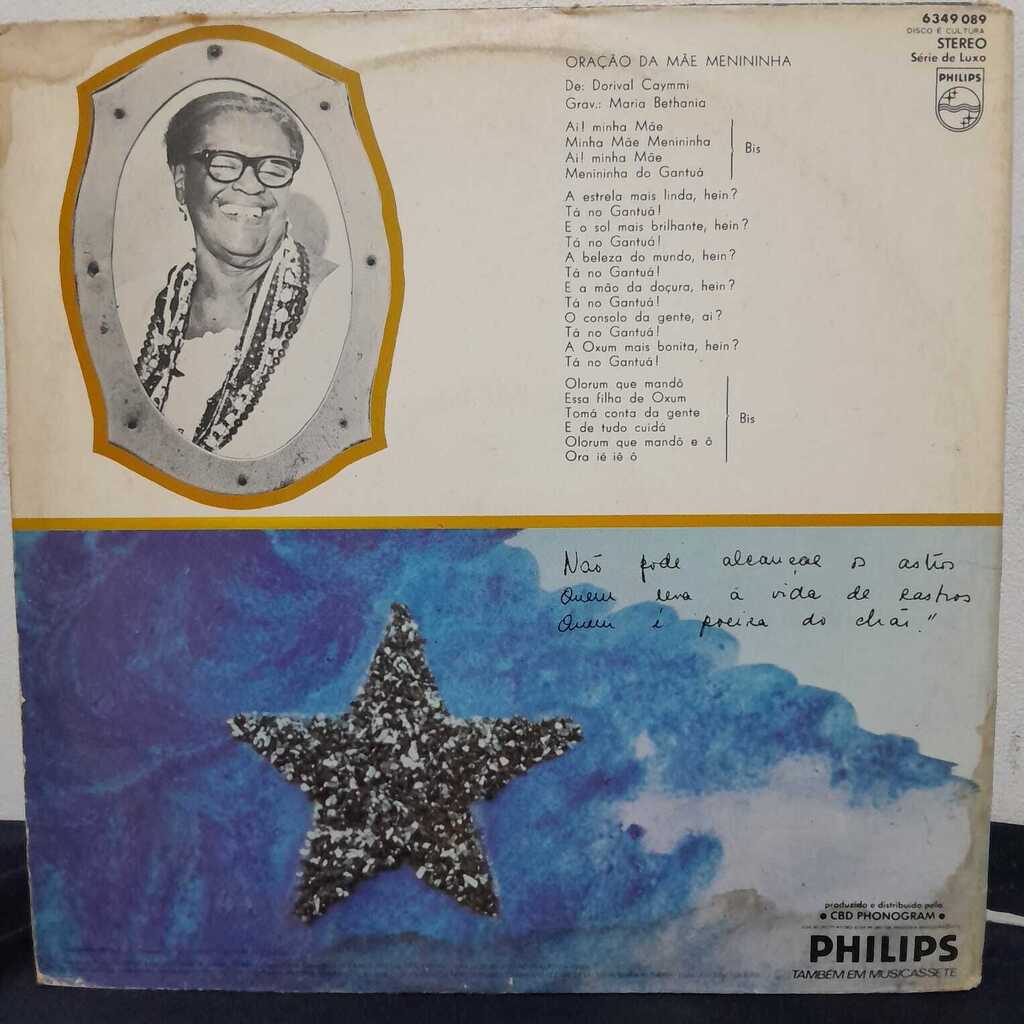 6349 089
DISCO É CULTURA
STEREO
Série de Luxo
PHILIPS
ORAÇÃO DA MÃE MENININHA
De: Dorival Caymmi
Grav.: Maria Bethania
Ai! minha Mãe
Minha Mãe Menininha
Ai! minha Mãe
Menininha do Gantuá
Bis
A estrela mais linda, hein?
Tá no Gantuá!
E o sol mais brilhante, hein?
Tá no Gantuá!
A beleza do mundo, hein?
Tá no Gantuá!
E a mão da doçura, hein?
Tá no Gantuá!
O consolo da gente, ai?
Tá no Gantuá!
A Oxum mais bonita, hein?
Tá no Gantuá!
Olorum que mandô
Essa filha de Oxum
Tomá conta da gente
E de tudo cuidá
Olorum que mandô e ô
Ora iê iê ô
Bis
Não pode alcançar os astros
Quem leva a vida de rastros
Quem é poeira do chão."
produzido e distribuido pela
• CBD PHONOGRAM •
PHILIPS
TAMBÉM EM MUSICASSETE